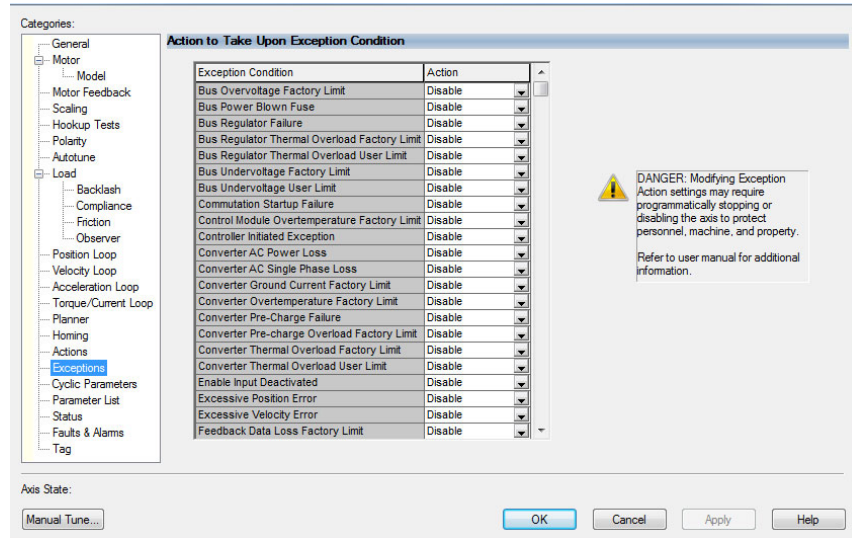 Categories:
General
Motor
Model
Motor Feedback
Scaling
Hookup Tests
Polarity
Autotune
Load
Backlash
Compliance
Friction
Observer
Position Loop
Velocity Loop
Acceleration Loop
Torque/Current Loop
Planner
Homing
Actions
Exceptions
Cyclic Parameters
Parameter List
Status
Faults & Alarms
Tag
Action to Take Upon Exception Condition
Exception Condition Action
Bus Overvoltage Factory Limit Disable
Bus Power Blown Fuse Disable
Bus Regulator Failure Disable
Bus Regulator Thermal Overload Factory Limit Disable
Bus Regulator Thermal Overload User Limit Disable
Bus Undervoltage Factory Limit Disable
Bus Undervoltage User Limit Disable
Commutation Startup Failure Disable
Control Module Overtemperature Factory Limit Disable
Controller Initiated Exception Disable
Converter AC Power Loss Disable
Converter AC Single Phase Loss Disable
Converter Ground Current Factory Limit Disable
Converter Overtemperature Factory Limit Disable
Converter Pre-Charge Failure Disable
Converter Pre-charge Overload Factory Limit Disable
Converter Thermal Overload Factory Limit Disable
Converter Thermal Overload User Limit Disable
Enable Input Deactivated Disable
Excessive Position Error Disable
Excessive Velocity Error Disable
Feedback Data Loss Factory Limit Disable
DANGER: Modifying Exception
Action settings may require
programmatically stopping or
disabling the axis to protect
personnel, machine, and property.
Refer to user manual for additional
information.
Axis State:
Manual Tune... OK Cancel Apply Help